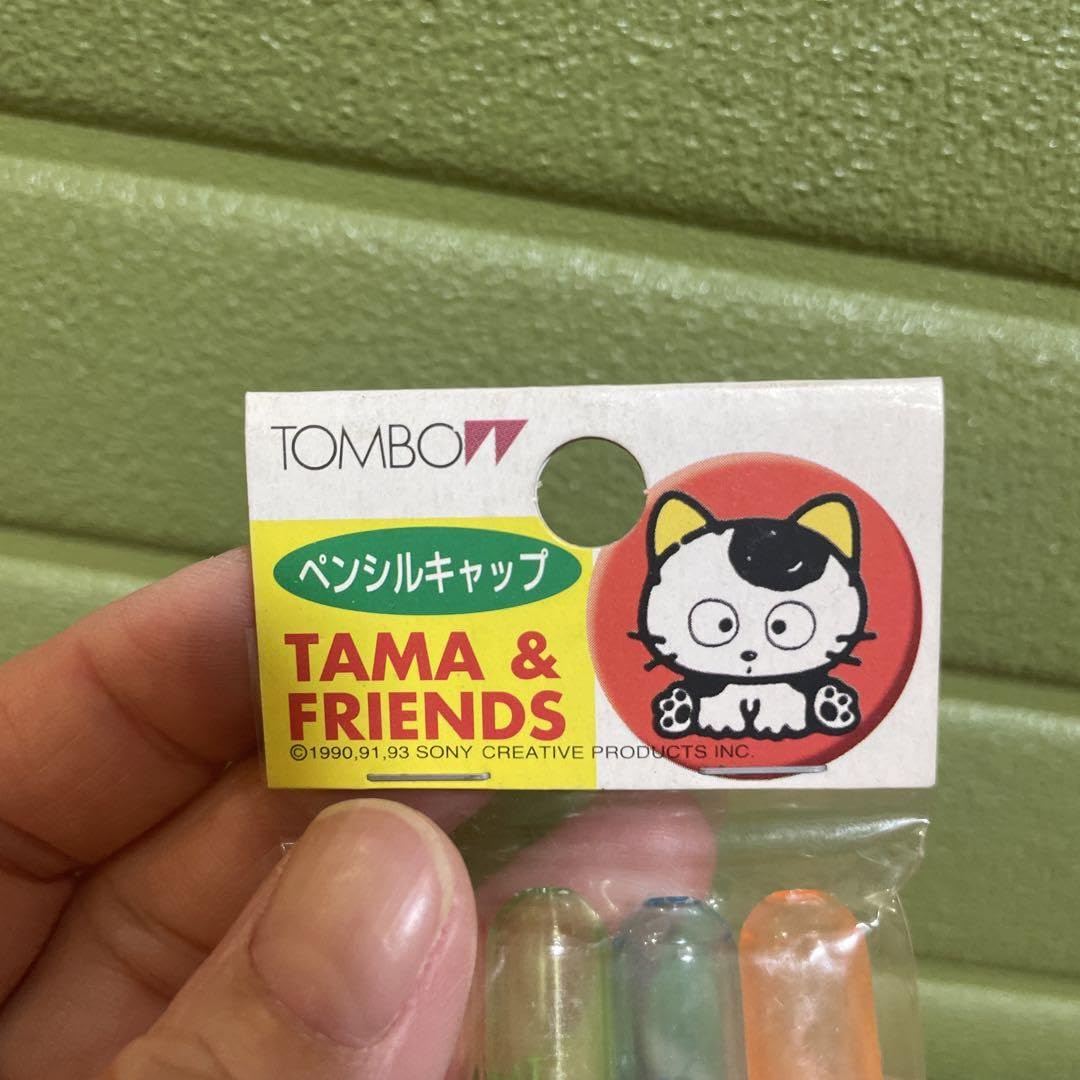 TOMBOW
ペンシルキャップ
TAMA &
FRIENDS
©1990,91,93 SONY CREATIVE PRODUCTS INC.